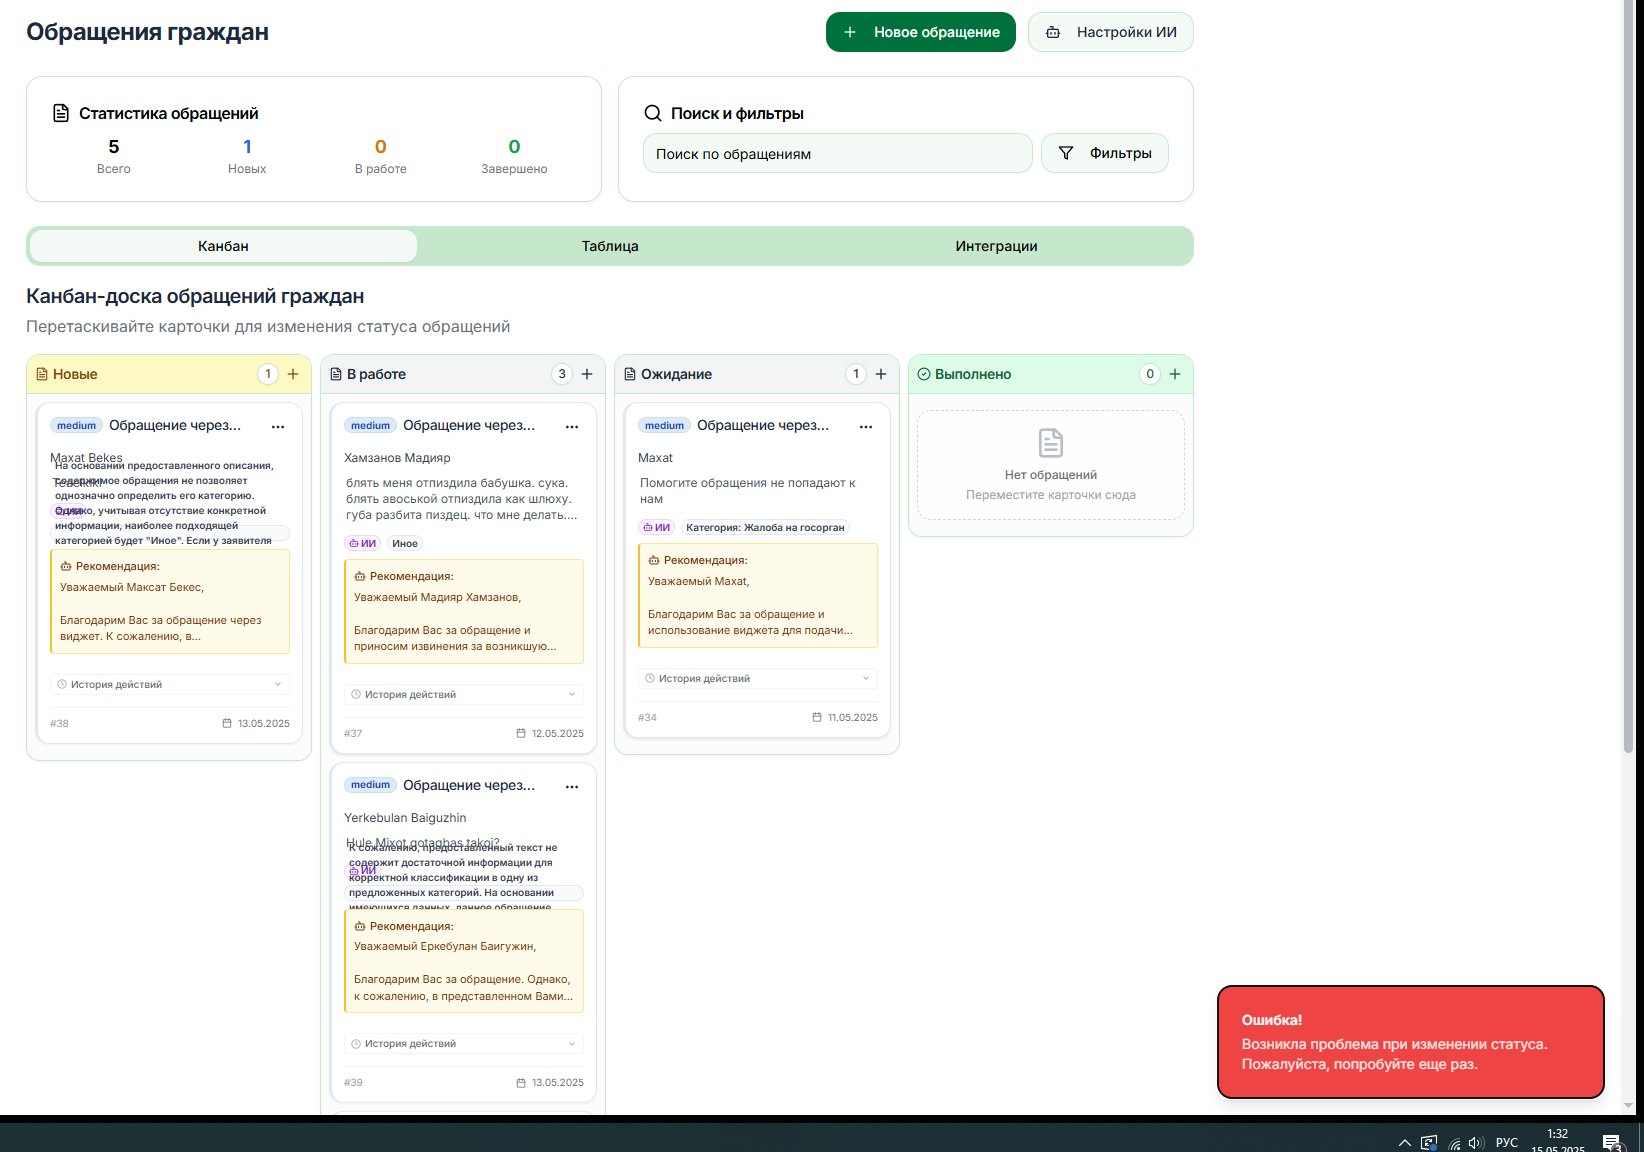 Обращения граждан
Новое обращение
Настройки ИИ
Статистика обращений
5
1
0
0
Всего
Новых
В работе
Завершено
Поиск и фильтры
Поиск по обращениям
Фильтры
Канбан
Таблица
Интеграции
Канбан-доска обращений граждан
Перетаскивайте карточки для изменения статуса обращений
Новые
1
medium
Обращение через...
Maxat Bekes
На основании предоставленного описания,
содержимое обращения не позволяет
однозначно определить его категорию.
Однако, учитывая отсутствие конкретной
информации, наиболее подходящей
категорией будет "Иное". Если у заявителя
Рекомендация:
Уважаемый Максат Бекес,
Благодарим Вас за обращение через
виджет. К сожалению, в...
История действий
#38
13.05.2025
В работе
3
medium
Обращение через...
Хамзанов Мадияр
блять меня отпиздила бабушка. сука.
блять авоськой отпиздила как шлюху.
губа разбита пиздец. что мне делать....
ИИ
Иное
Рекомендация:
Уважаемый Мадияр Хамзанов,
Благодарим Вас за обращение и
приносим извинения за возникшую...
История действий
#37
12.05.2025
medium
Обращение через...
Yerkebulan Baiguzhin
Hule Mixot qotaqbas takoi?
К сожалению, предоставленный текст не
содержит достаточной информации для
ИИ
корректной классификации в одну из
предложенных категорий. На основании
имеющихся данных, данное обращение
Рекомендация:
Уважаемый Еркебулан Баигужин,
Благодарим Вас за обращение. Однако,
к сожалению, в представленном Вами...
История действий
#39
13.05.2025
Ожидание
1
medium
Обращение через...
Maxat
Помогите обращения не попадают к
нам
ИИ
Категория: Жалоба на госорган
Рекомендация:
Уважаемый Maxat,
Благодарим Вас за обращение и
использование виджета для подачи...
История действий
#34
11.05.2025
Выполнено
0
Нет обращений
Переместите карточки сюда
Ошибка!
Возникла проблема при изменении статуса.
Пожалуйста, попробуйте еще раз.
РУС
1:32
15.05.2025
3